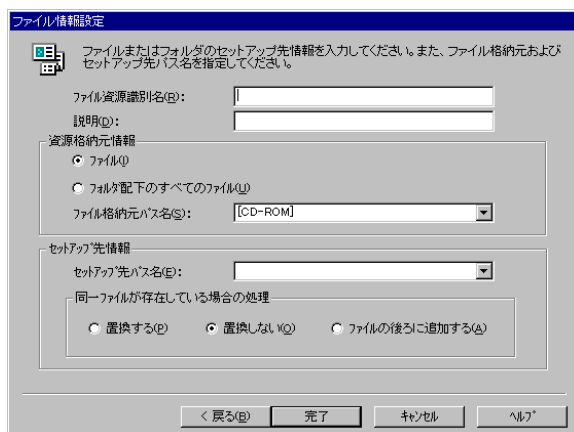 ファイル情報設定
ファイルまたはフォルダのセットアップ先情報を入力してください。また、ファイル格納元および
セットアップ先パス名を指定してください。
ファイル資源識別名(R):
説明(D):
資源格納元情報
ファイル(I)
フォルダ配下のすべてのファイル(U)
ファイル格納元パス名(S): [CD-ROM]
セットアップ先情報
セットアップ先パス名(E):
同一ファイルが存在している場合の処理
置換する(P) 置換しない(O) ファイルの後ろに追加する(A)
< 戻る(B) 完了 キャンセル ヘルプ